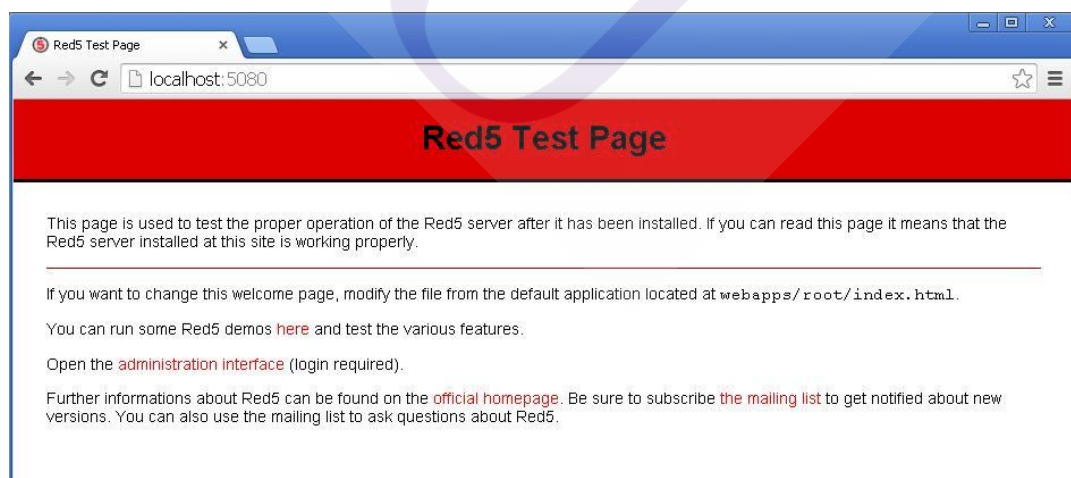 Red5 Test Page
localhost:5080
Red5 Test Page
This page is used to test the proper operation of the Red5 server after it has been installed. If you can read this page it means that the
Red5 server installed at this site is working properly.
If you want to change this welcome page, modify the file from the default application located at webapps/root/index.html.
You can run some Red5 demos here and test the various features.
Open the administration interface (login required).
Further informations about Red5 can be found on the official homepage. Be sure to subscribe the mailing list to get notified about new
versions. You can also use the mailing list to ask questions about Red5.